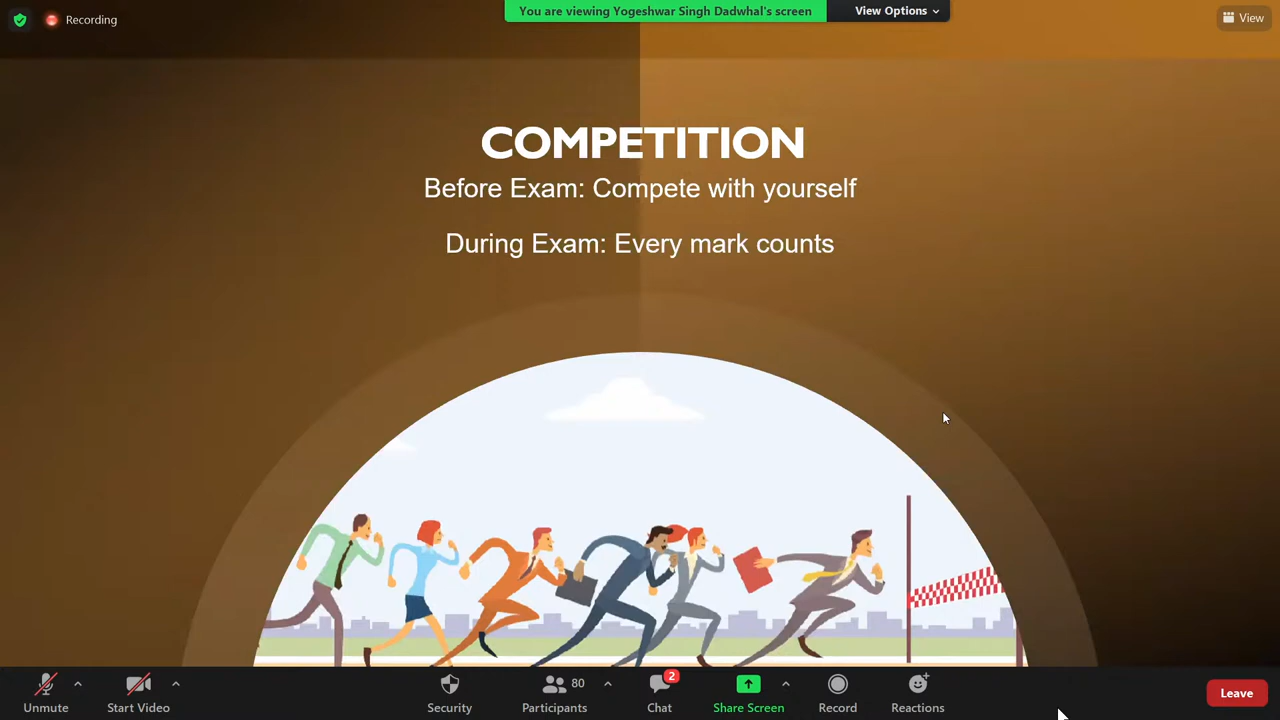 Recording
You are viewing Yogeshwar Singh Dadwhal's screen
View Options
View
COMPETITION
Before Exam: Compete with yourself
During Exam: Every mark counts
Unmute
Start Video
Security
80
Participants
2
Chat
Share Screen
Record
Reactions
Leave